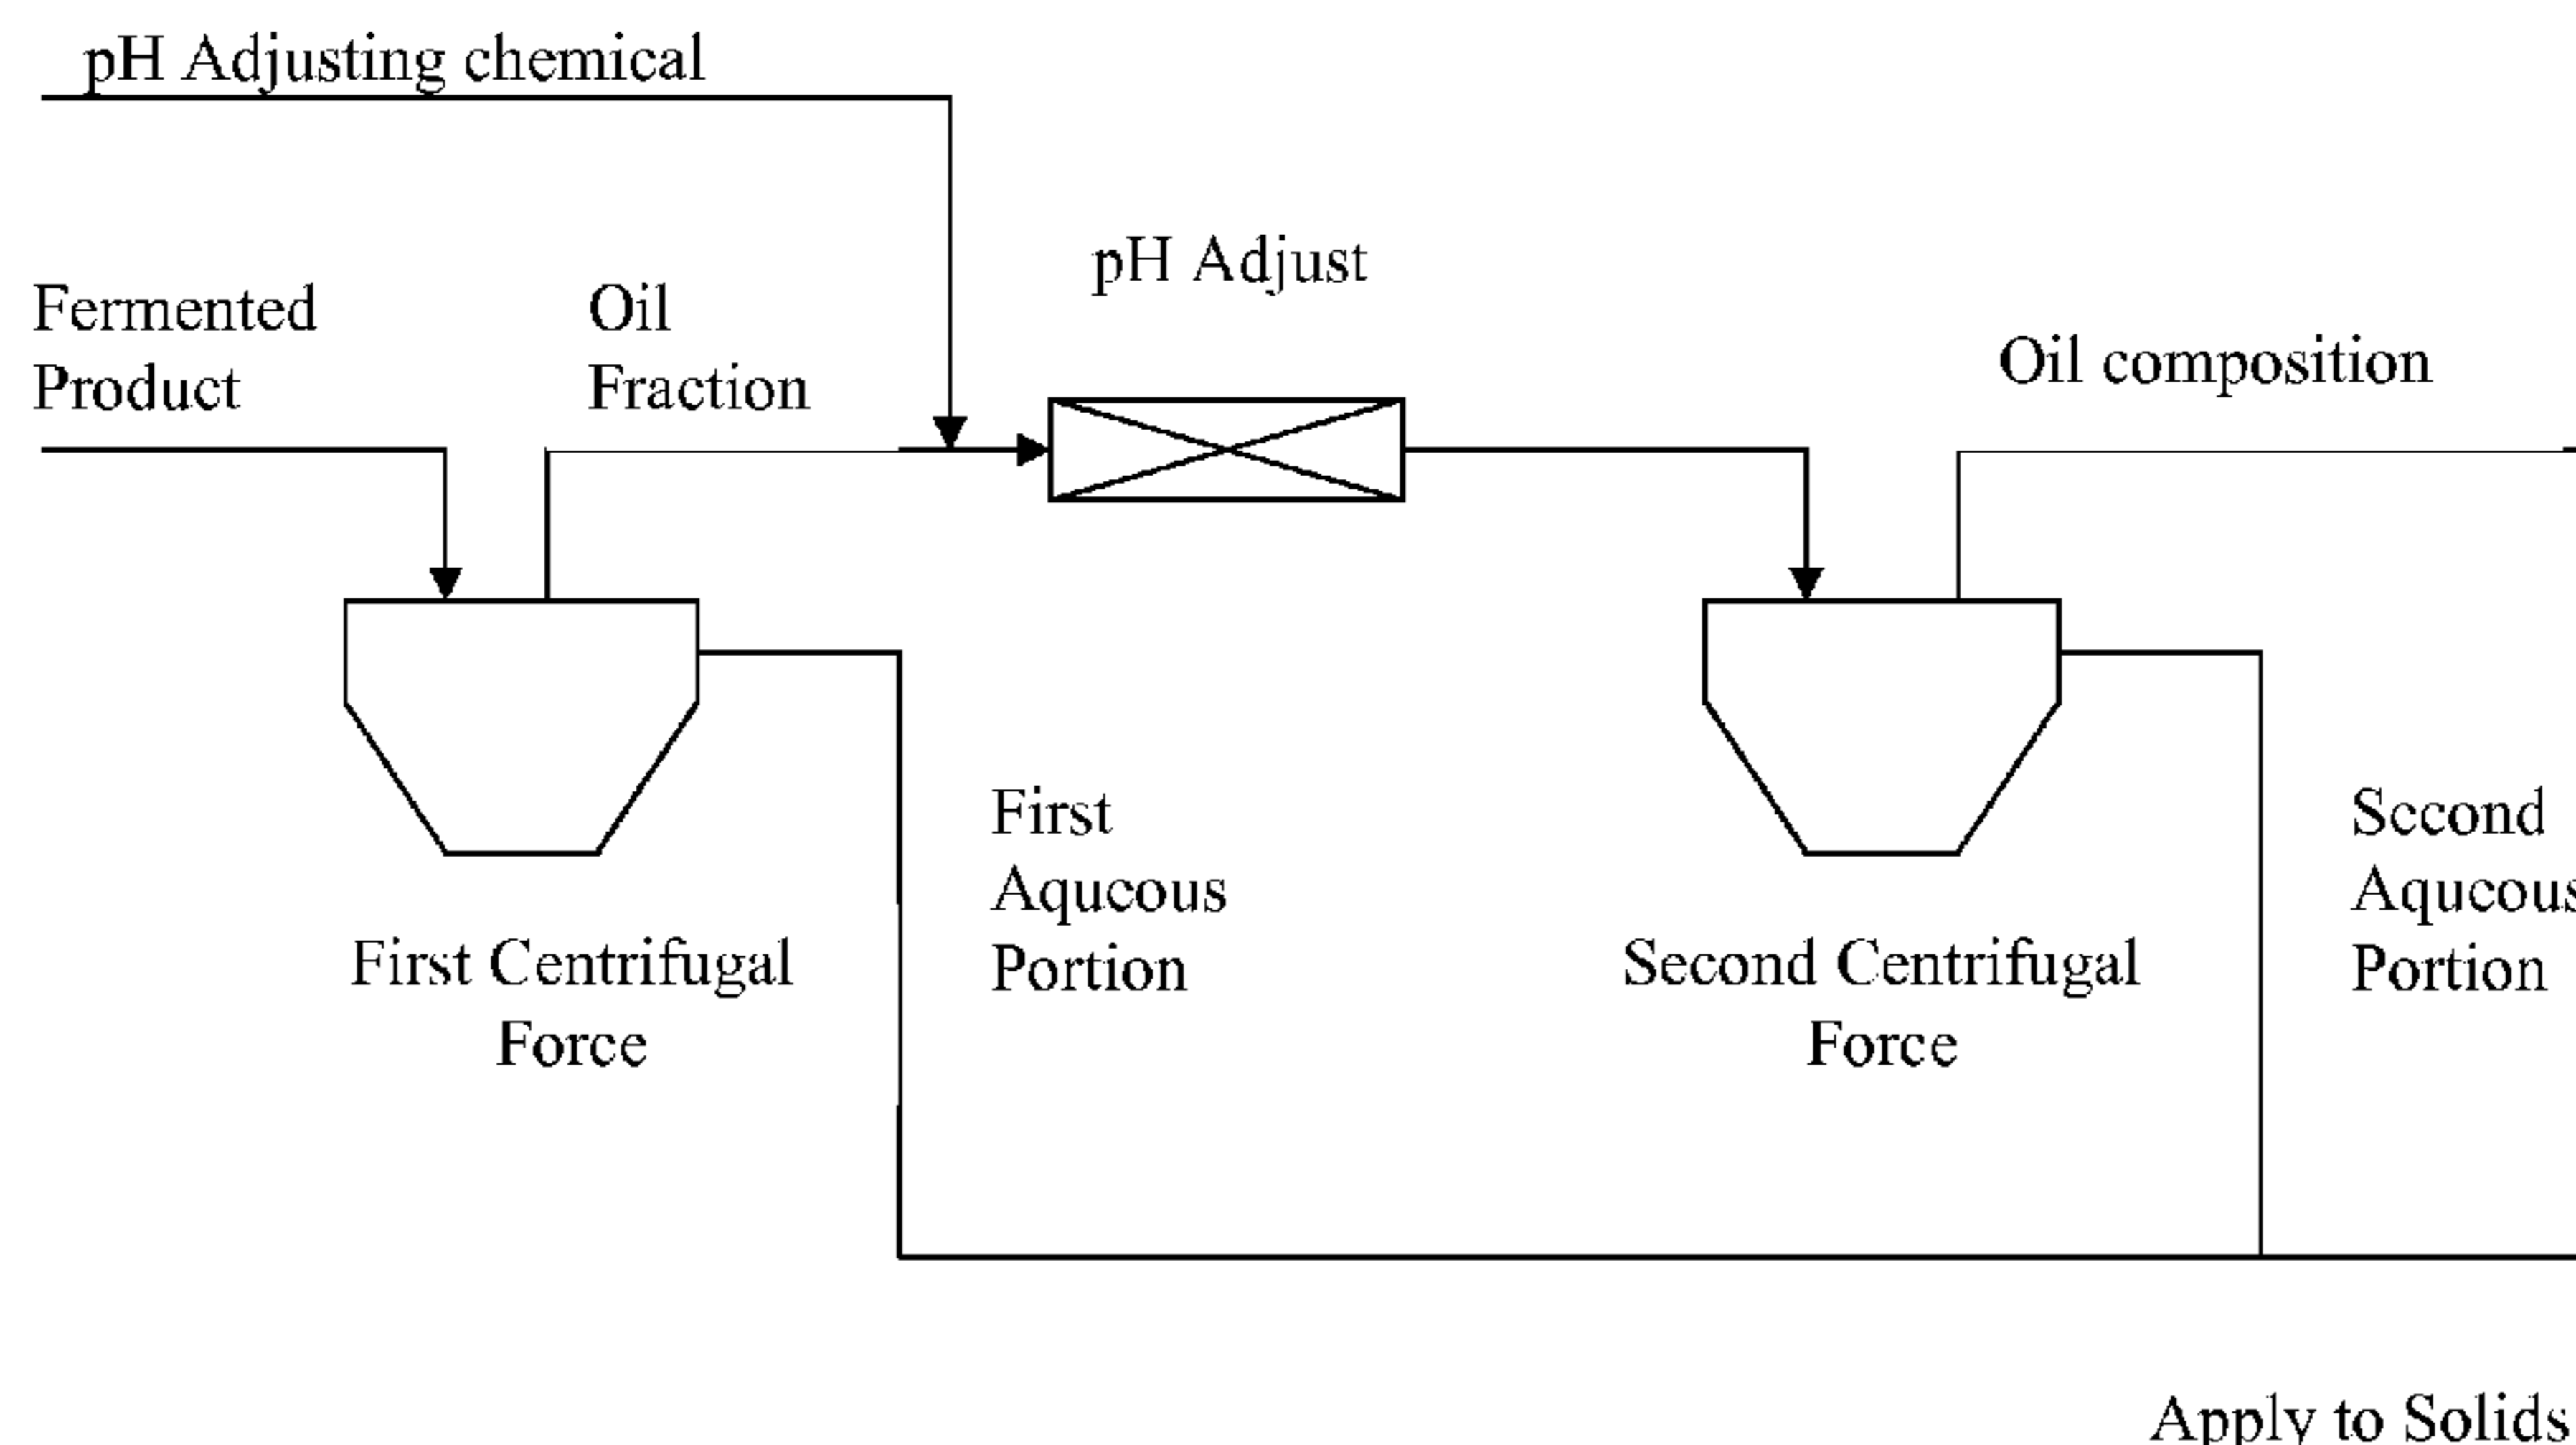 pH Adjusting chemical
pH Adjust
Fermented
Product
Oil
Fraction
Oil composition
First
Aqucous
Portion
Sccond
Aqucous
Portion
First Centrifugal
Force
Second Centrifugal
Force
Apply to Solids